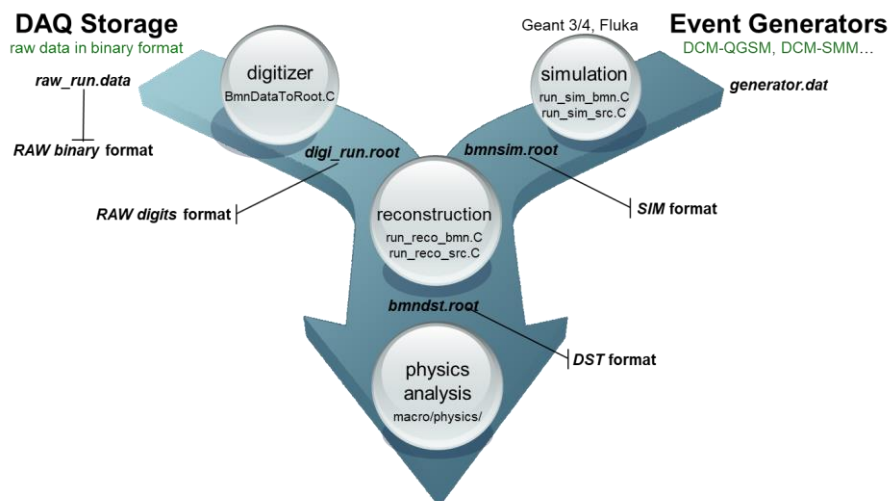 DAQ Storage
raw data in binary format
raw_run.data
RAW binary format
digitizer
BmnDataToRoot.C
digi_run.root
RAW digits format
Geant 3/4, Fluka
simulation
run_sim_bmn.C
run_sim_src.C
Event Generators
DCM-QGSM, DCM-SMM...
generator.dat
bmnsim.root
SIM format
reconstruction
run_reco_bmn.C
run_reco_src.C
bmndst.root
DST format
physics
analysis
macro/physics/